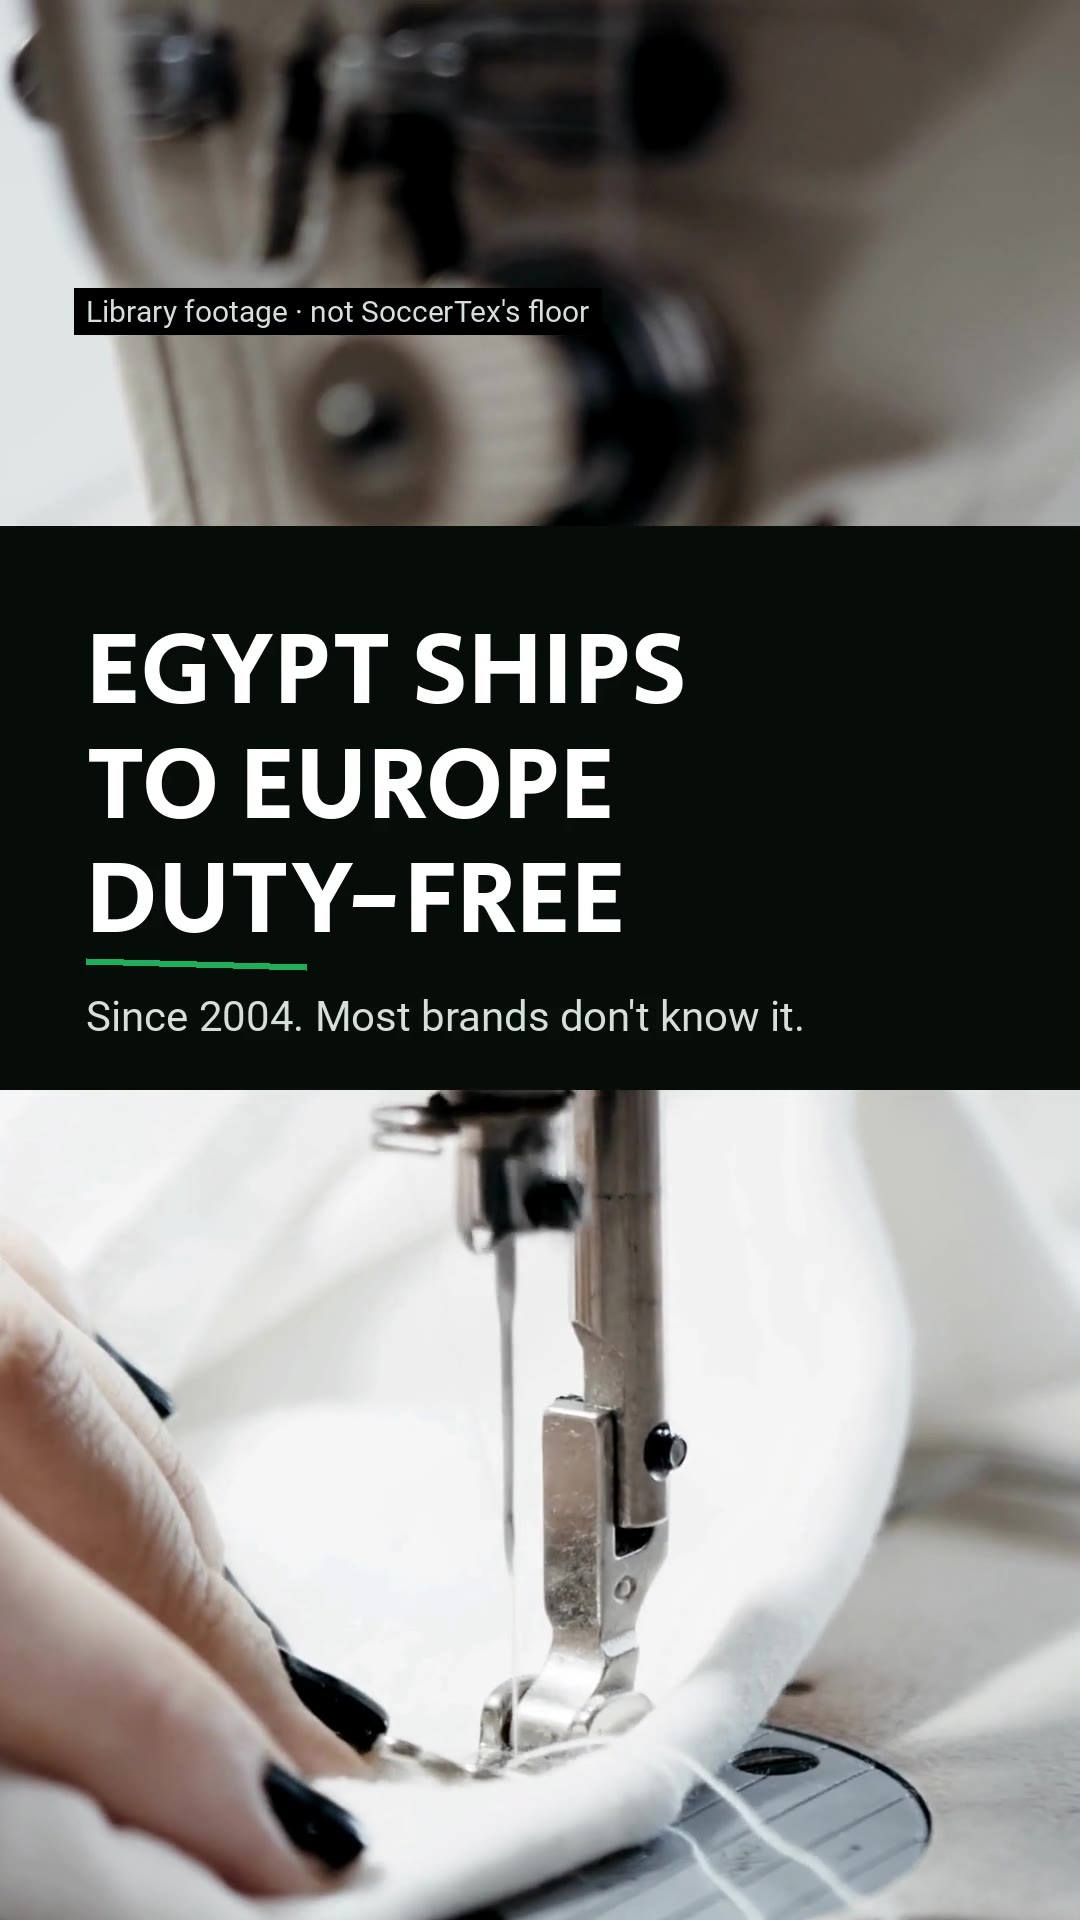 Library footage · not SoccerTex's floor
EGYPT SHIPS
TO EUROPE
DUTY-FREE
Since 2004. Most brands don't know it.